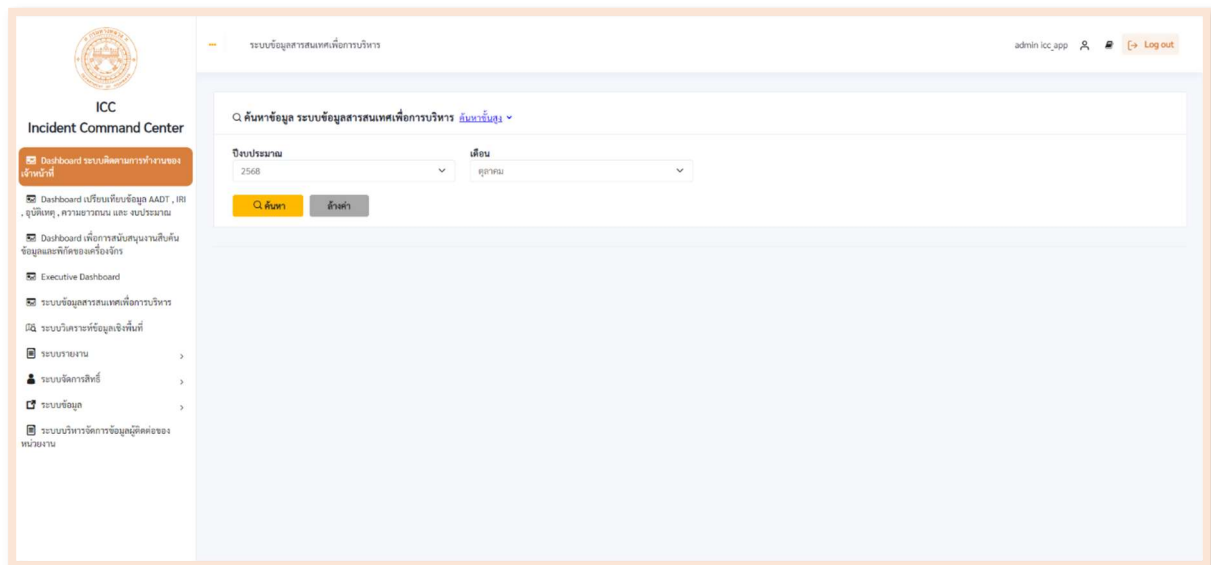 ระบบข้อมูลสารสนเทศเพื่อการบริหาร
admin icc_app
Log out
ICC
Incident Command Center
Dashboard ระบบติดตามการทำงานของ
เจ้าหน้าที่
Dashboard เปรียบเทียบข้อมูล AADT , IRI
, อุบัติเหตุ , ความยาวถนน และ งบประมาณ
Dashboard เพื่อการสนับสนุนงานสืบค้น
ข้อมูลและพิกัดของเครื่องจักร
Executive Dashboard
ระบบข้อมูลสารสนเทศเพื่อการบริหาร
ระบบวิเคราะห์ข้อมูลเชิงพื้นที่
ระบบรายงาน
ระบบจัดการสิทธิ์
ระบบข้อมูล
ระบบบริหารจัดการข้อมูลผู้ติดต่อของ
หน่วยงาน
ค้นหาข้อมูล ระบบข้อมูลสารสนเทศเพื่อการบริหาร ค้นหาขั้นสูง
ปีงบประมาณ เดือน
2568 ตุลาคม
ค้นหา ล้างค่า